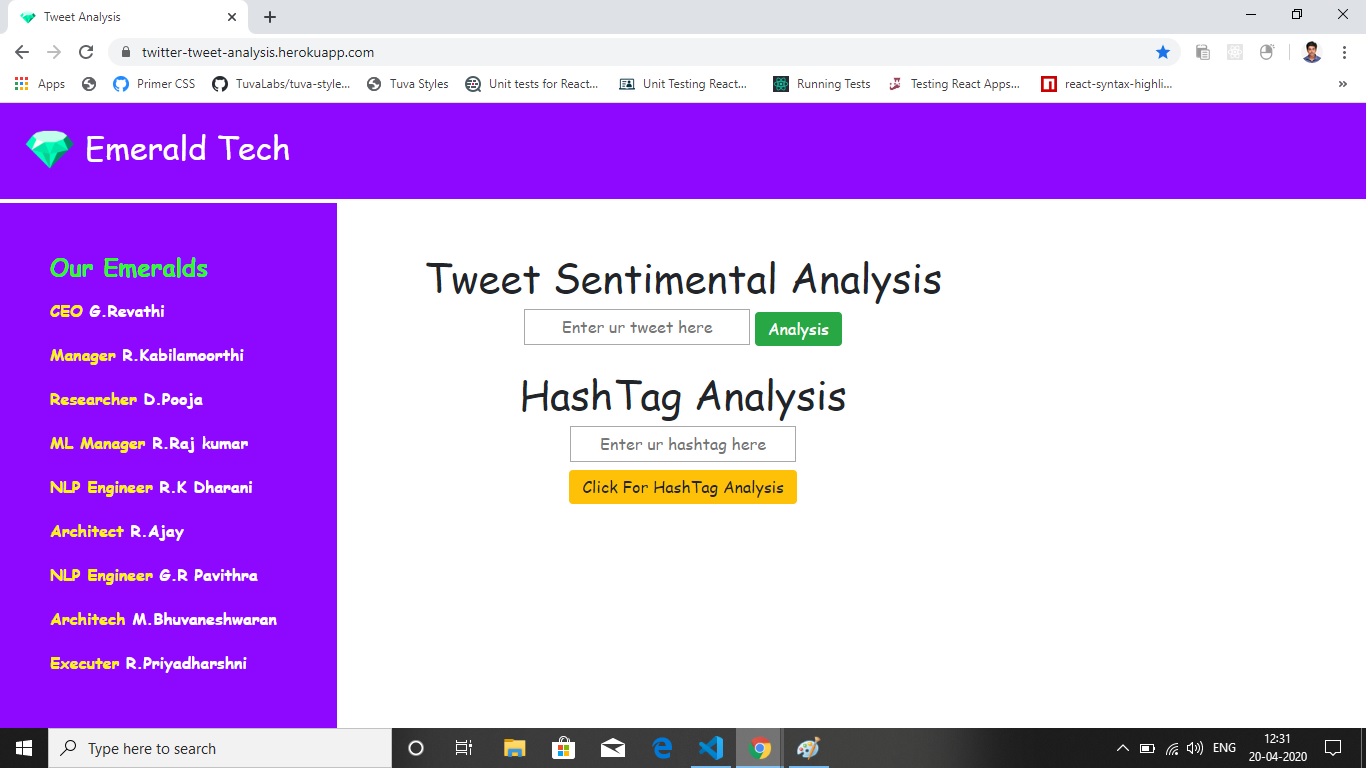 Tweet Analysis
twitter-tweet-analysis.herokuapp.com
Apps
Primer CSS
TuvaLabs/tuva-style...
Tuva Styles
Unit tests for React...
Unit Testing React...
Running Tests
Testing React Apps...
react-syntax-highli...
»
Emerald Tech
Our Emeralds
CEO G.Revathi
Manager R.Kabilamoorthi
Researcher D.Pooja
ML Manager R.Raj kumar
NLP Engineer R.K Dharani
Architect R.Ajay
NLP Engineer G.R Pavithra
Architech M.Bhuvaneshwaran
Executer R.Priyadharshni
Tweet Sentimental Analysis
Enter ur tweet here
Analysis
HashTag Analysis
Enter ur hashtag here
Click For HashTag Analysis
Type here to search
ENG
12:31
20-04-2020